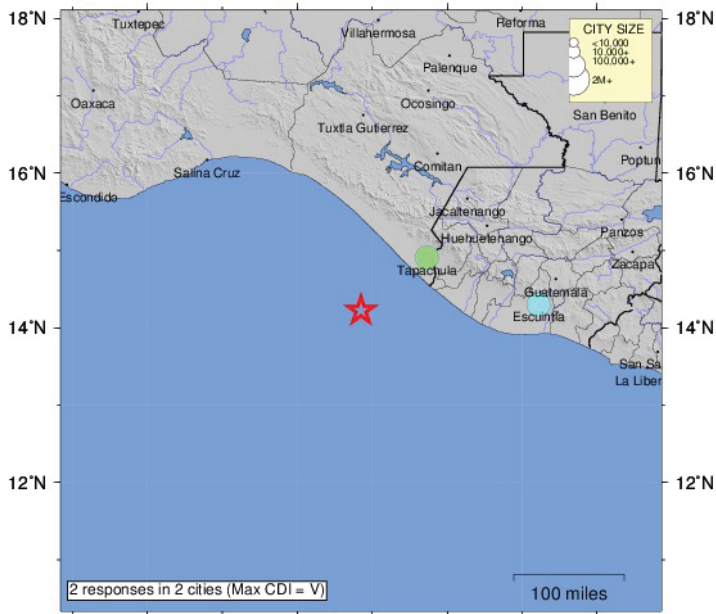 18˚N
18˚N
Tuxtepec
Villahermosa
Reforma
CITY SIZE
<10,000
10,000+
100,000+
2M+
Palenque
Oaxaca
Ocosingo
San Benito
Tuxtla Gutierrez
16˚N
16˚N
Salina Cruz
Comitan
Poptun
Escondido
Jacaltenango
Huehuetenango
Panzos
Tapachula
Zacapa
Guatemala
Escuintla
14˚N
14˚N
San Sa
La Liber
12˚N
12˚N
2 responses in 2 cities (Max CDI = V)
100 miles